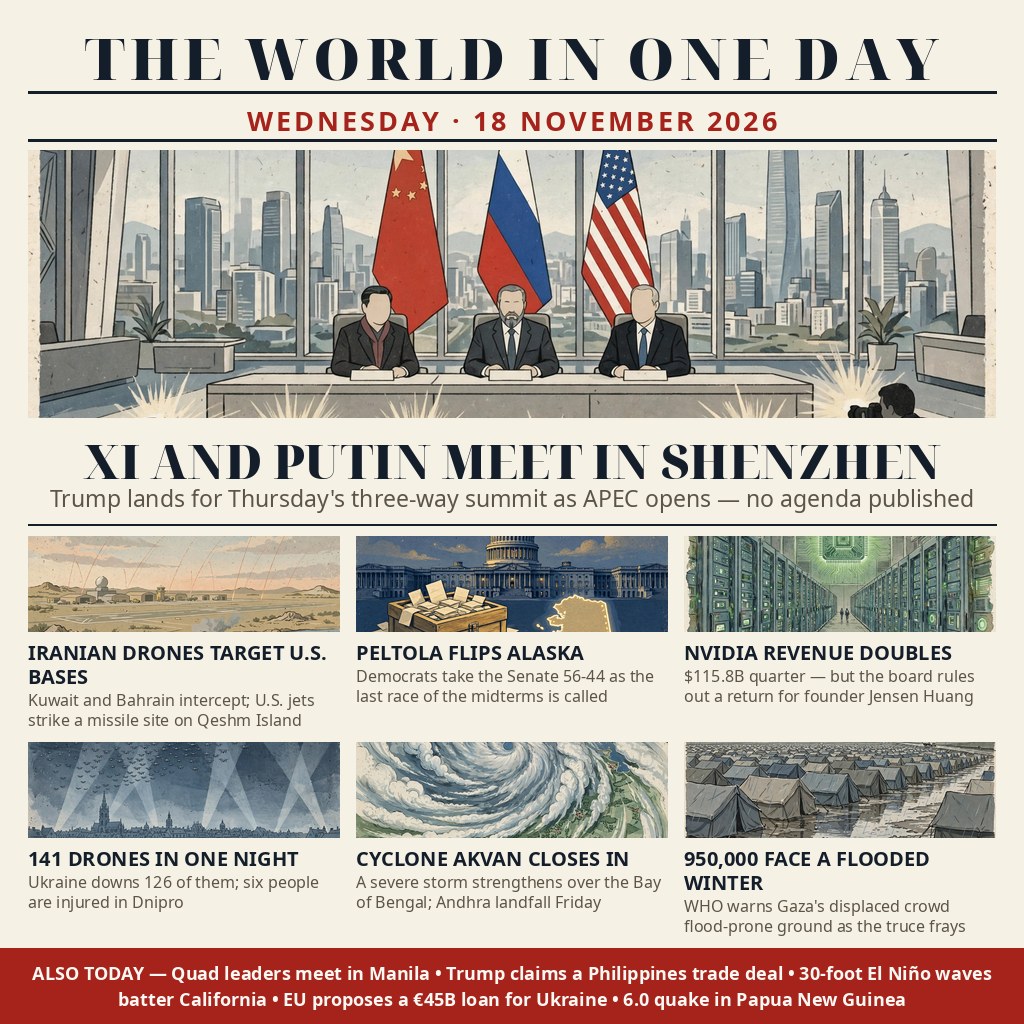 THE WORLD IN ONE DAY
WEDNESDAY · 18 NOVEMBER 2026
XI AND PUTIN MEET IN SHENZHEN
Trump lands for Thursday's three-way summit as APEC opens — no agenda published
IRANIAN DRONES TARGET U.S.
BASES
Kuwait and Bahrain intercept; U.S. jets
strike a missile site on Qeshm Island
PELTOLA FLIPS ALASKA
Democrats take the Senate 56-44 as the
last race of the midterms is called
NVIDIA REVENUE DOUBLES
$115.8B quarter — but the board rules
out a return for founder Jensen Huang
141 DRONES IN ONE NIGHT
Ukraine downs 126 of them; six people
are injured in Dnipro
CYCLONE AKVAN CLOSES IN
A severe storm strengthens over the Bay
of Bengal; Andhra landfall Friday
950,000 FACE A FLOODED
WINTER
WHO warns Gaza's displaced crowd
flood-prone ground as the truce frays
ALSO TODAY — Quad leaders meet in Manila • Trump claims a Philippines trade deal • 30-foot El Niño waves
batter California • EU proposes a €45B loan for Ukraine • 6.0 quake in Papua New Guinea